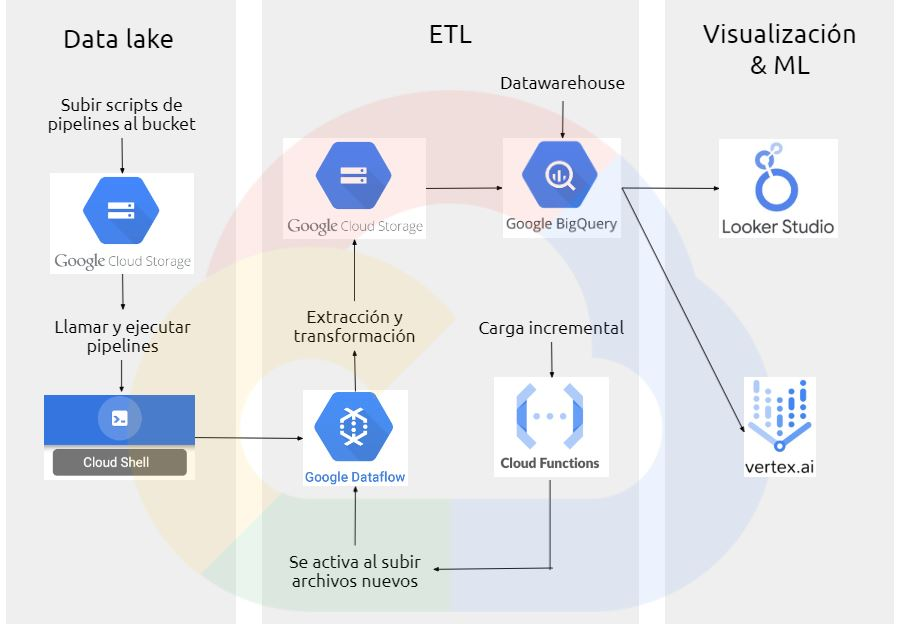 Data lake
Subir scripts de
pipelines al bucket
Google Cloud Storage
Llamar y ejecutar
pipelines
Cloud Shell
ETL
Datawarehouse
Google Cloud Storage
Google BigQuery
Extracción y
transformación
Carga incremental
Google Dataflow
Cloud Functions
Se activa al subir
archivos nuevos
Visualización
& ML
Looker Studio
vertex.ai